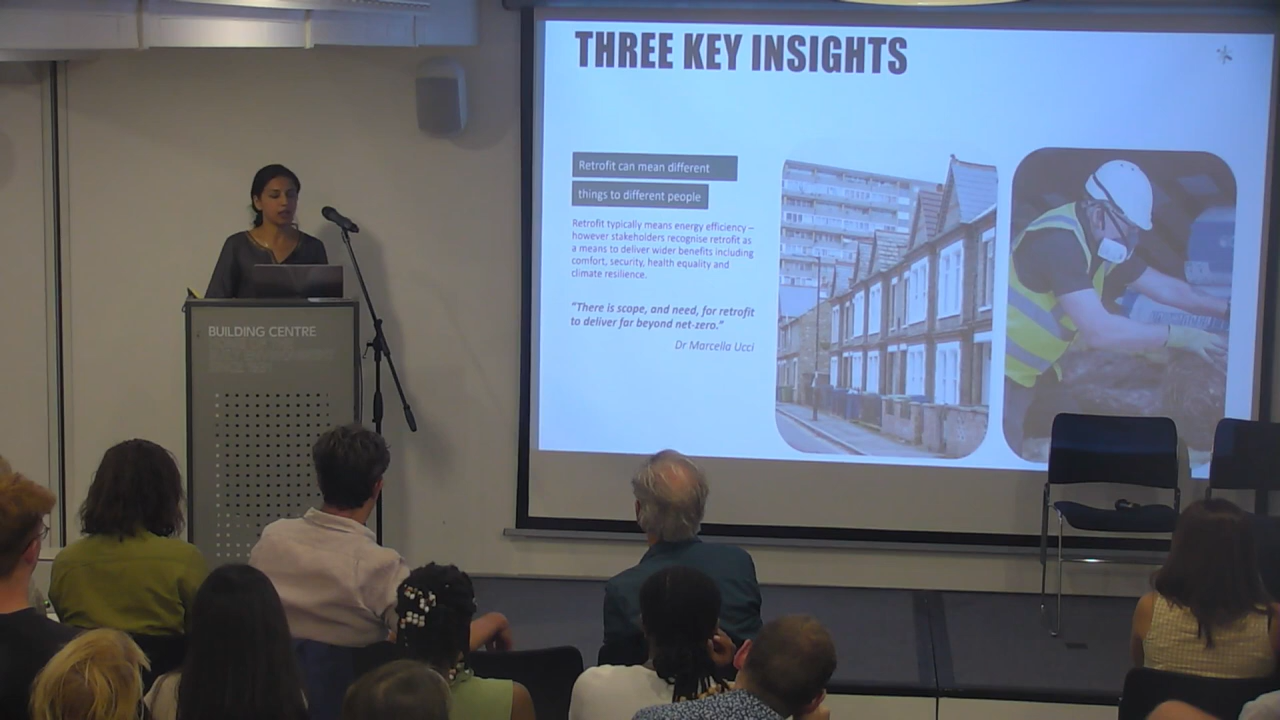 THREE KEY INSIGHTS
Retrofit can mean different
things to different people
Retrofit typically means energy efficiency –
however stakeholders recognise retrofit as
a means to deliver wider benefits including
comfort, security, health equality and
climate resilience.
"There is scope, and need, for retrofit
to deliver far beyond net-zero."
Dr Marcella Ucci
BUILDING CENTRE